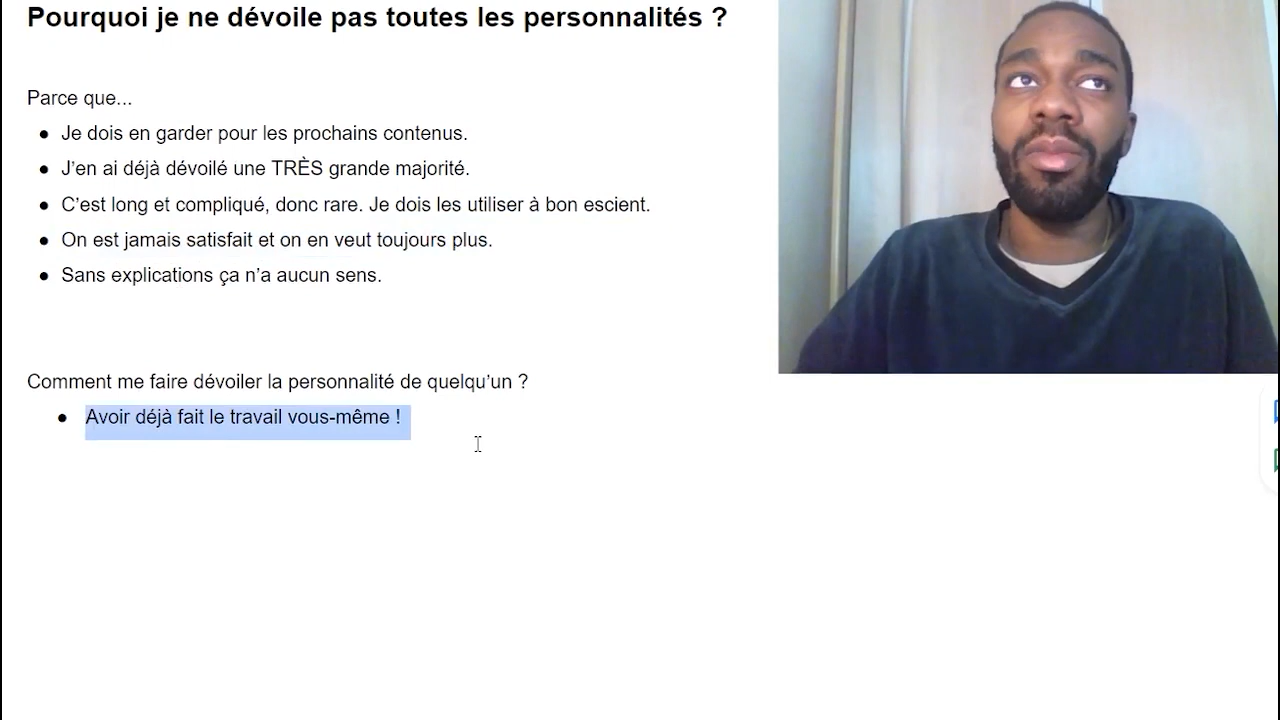 Pourquoi je ne dévoile pas toutes les personnalités ?
Parce que...
● Je dois en garder pour les prochains contenus.
● J’en ai déjà dévoilé une TRÈS grande majorité.
● C’est long et compliqué, donc rare. Je dois les utiliser à bon escient.
● On est jamais satisfait et on en veut toujours plus.
● Sans explications ça n’a aucun sens.
Comment me faire dévoiler la personnalité de quelqu’un ?
● Avoir déjà fait le travail vous-même !